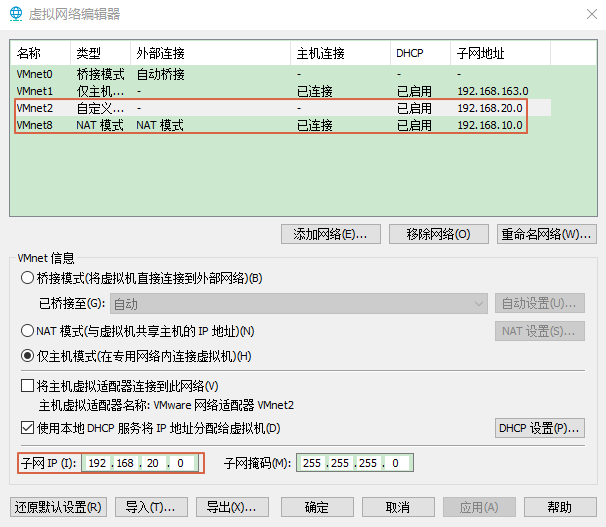 虚拟网络编辑器
名称 类型 外部连接 主机连接 DHCP 子网地址
VMnet0 桥接模式 自动桥接 - - -
VMnet1 仅主机... - 已连接 已启用 192.168.163.0
VMnet2 自定义... - - 已启用 192.168.20.0
VMnet8 NAT 模式 NAT 模式 已连接 已启用 192.168.10.0
添加网络(E)... 移除网络(O) 重命名网络(W)...
VMnet 信息
桥接模式(将虚拟机直接连接到外部网络)(B)
已桥接至(G): 自动 自动设置(U)...
NAT 模式(与虚拟机共享主机的 IP 地址)(N) NAT 设置(S)...
仅主机模式(在专用网络内连接虚拟机)(H)
将主机虚拟适配器连接到此网络(V)
主机虚拟适配器名称: VMware 网络适配器 VMnet2
使用本地 DHCP 服务将 IP 地址分配给虚拟机(D) DHCP 设置(P)...
子网 IP (I): 192 . 168 . 20 . 0 子网掩码(M): 255 . 255 . 255 . 0
还原默认设置(R) 导入(T)... 导出(X)... 确定 取消 应用(A) 帮助